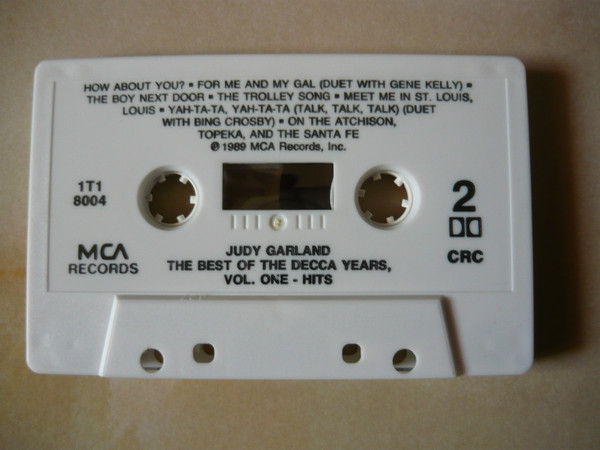 HOW ABOUT YOU? ▪ FOR ME AND MY GAL (DUET WITH GENE KELLY) ▪
THE BOY NEXT DOOR ▪ THE TROLLEY SONG ▪ MEET ME IN ST. LOUIS,
LOUIS ▪ YAH-TA-TA, YAH-TA-TA (TALK, TALK, TALK) (DUET
WITH BING CROSBY) ▪ ON THE ATCHISON,
TOPEKA, AND THE SANTA FE
℗ 1989 MCA Records, Inc.
1T1
8004
2
MCA
RECORDS
CRC
JUDY GARLAND
THE BEST OF THE DECCA YEARS,
VOL. ONE - HITS